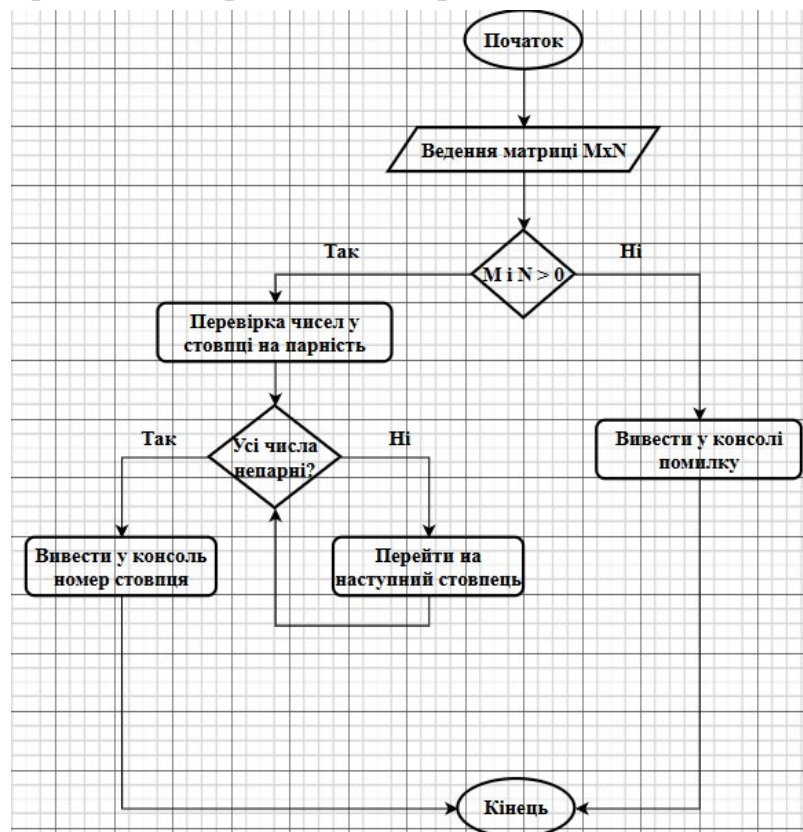 Початок
Ведення матриці MxN
Так
Ні
M і N > 0
Перевірка чисел у
стовпці на парність
Так
Ні
Усі числа
непарні?
Вивести у консолі
помилку
Вивести у консоль
номер стовпця
Перейти на
наступний стовпець
Кінець